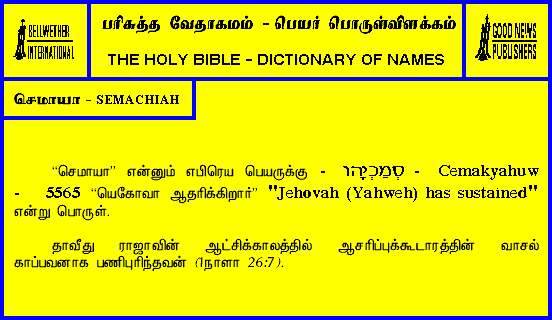 BELLWETHER
INTERNATIONAL
பரிசுத்த வேதாகமம் - பெயர் பொருள்விளக்கம்
THE HOLY BIBLE - DICTIONARY OF NAMES
GOOD NEWS
PUBLISHERS
செமாயா - SEMACHIAH
“செமாயா” என்னும் எபிரெய பெயருக்கு - סְמַכְיָהוּ - Cemakyahuw
- 5565 “யெகோவா ஆதரிக்கிறார்” "Jehovah (Yahweh) has sustained"
என்று பொருள்.
தாவீது ராஜாவின் ஆட்சிக்காலத்தில் ஆசரிப்புக்கூடாரத்தின் வாசல்
காப்பவனாக பணிபுரிந்தவன் (1நாளா 26:7).